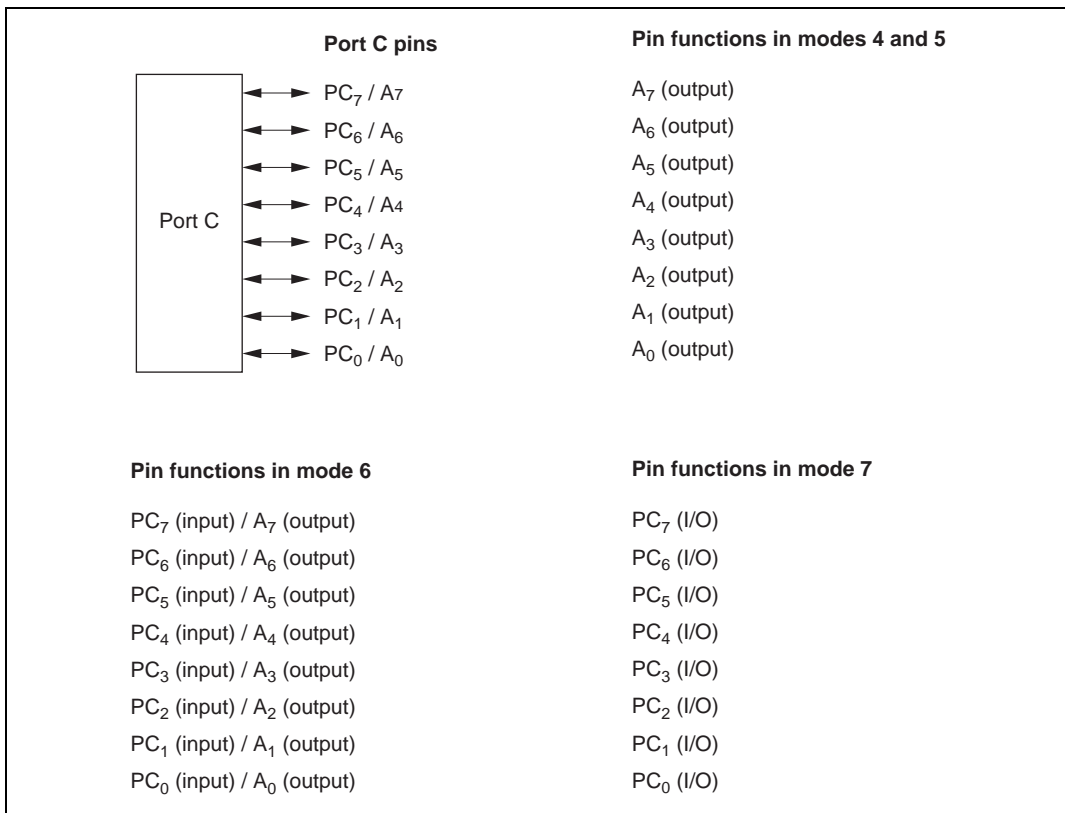 Port C pins
Port C
PC₇ / A7
PC₆ / A₆
PC₅ / A₅
PC₄ / A4
PC₃ / A₃
PC₂ / A₂
PC₁ / A₁
PC₀ / A₀
Pin functions in modes 4 and 5
A₇ (output)
A₆ (output)
A₅ (output)
A₄ (output)
A₃ (output)
A₂ (output)
A₁ (output)
A₀ (output)
Pin functions in mode 6
PC₇ (input) / A₇ (output)
PC₆ (input) / A₆ (output)
PC₅ (input) / A₅ (output)
PC₄ (input) / A₄ (output)
PC₃ (input) / A₃ (output)
PC₂ (input) / A₂ (output)
PC₁ (input) / A₁ (output)
PC₀ (input) / A₀ (output)
Pin functions in mode 7
PC₇ (I/O)
PC₆ (I/O)
PC₅ (I/O)
PC₄ (I/O)
PC₃ (I/O)
PC₂ (I/O)
PC₁ (I/O)
PC₀ (I/O)